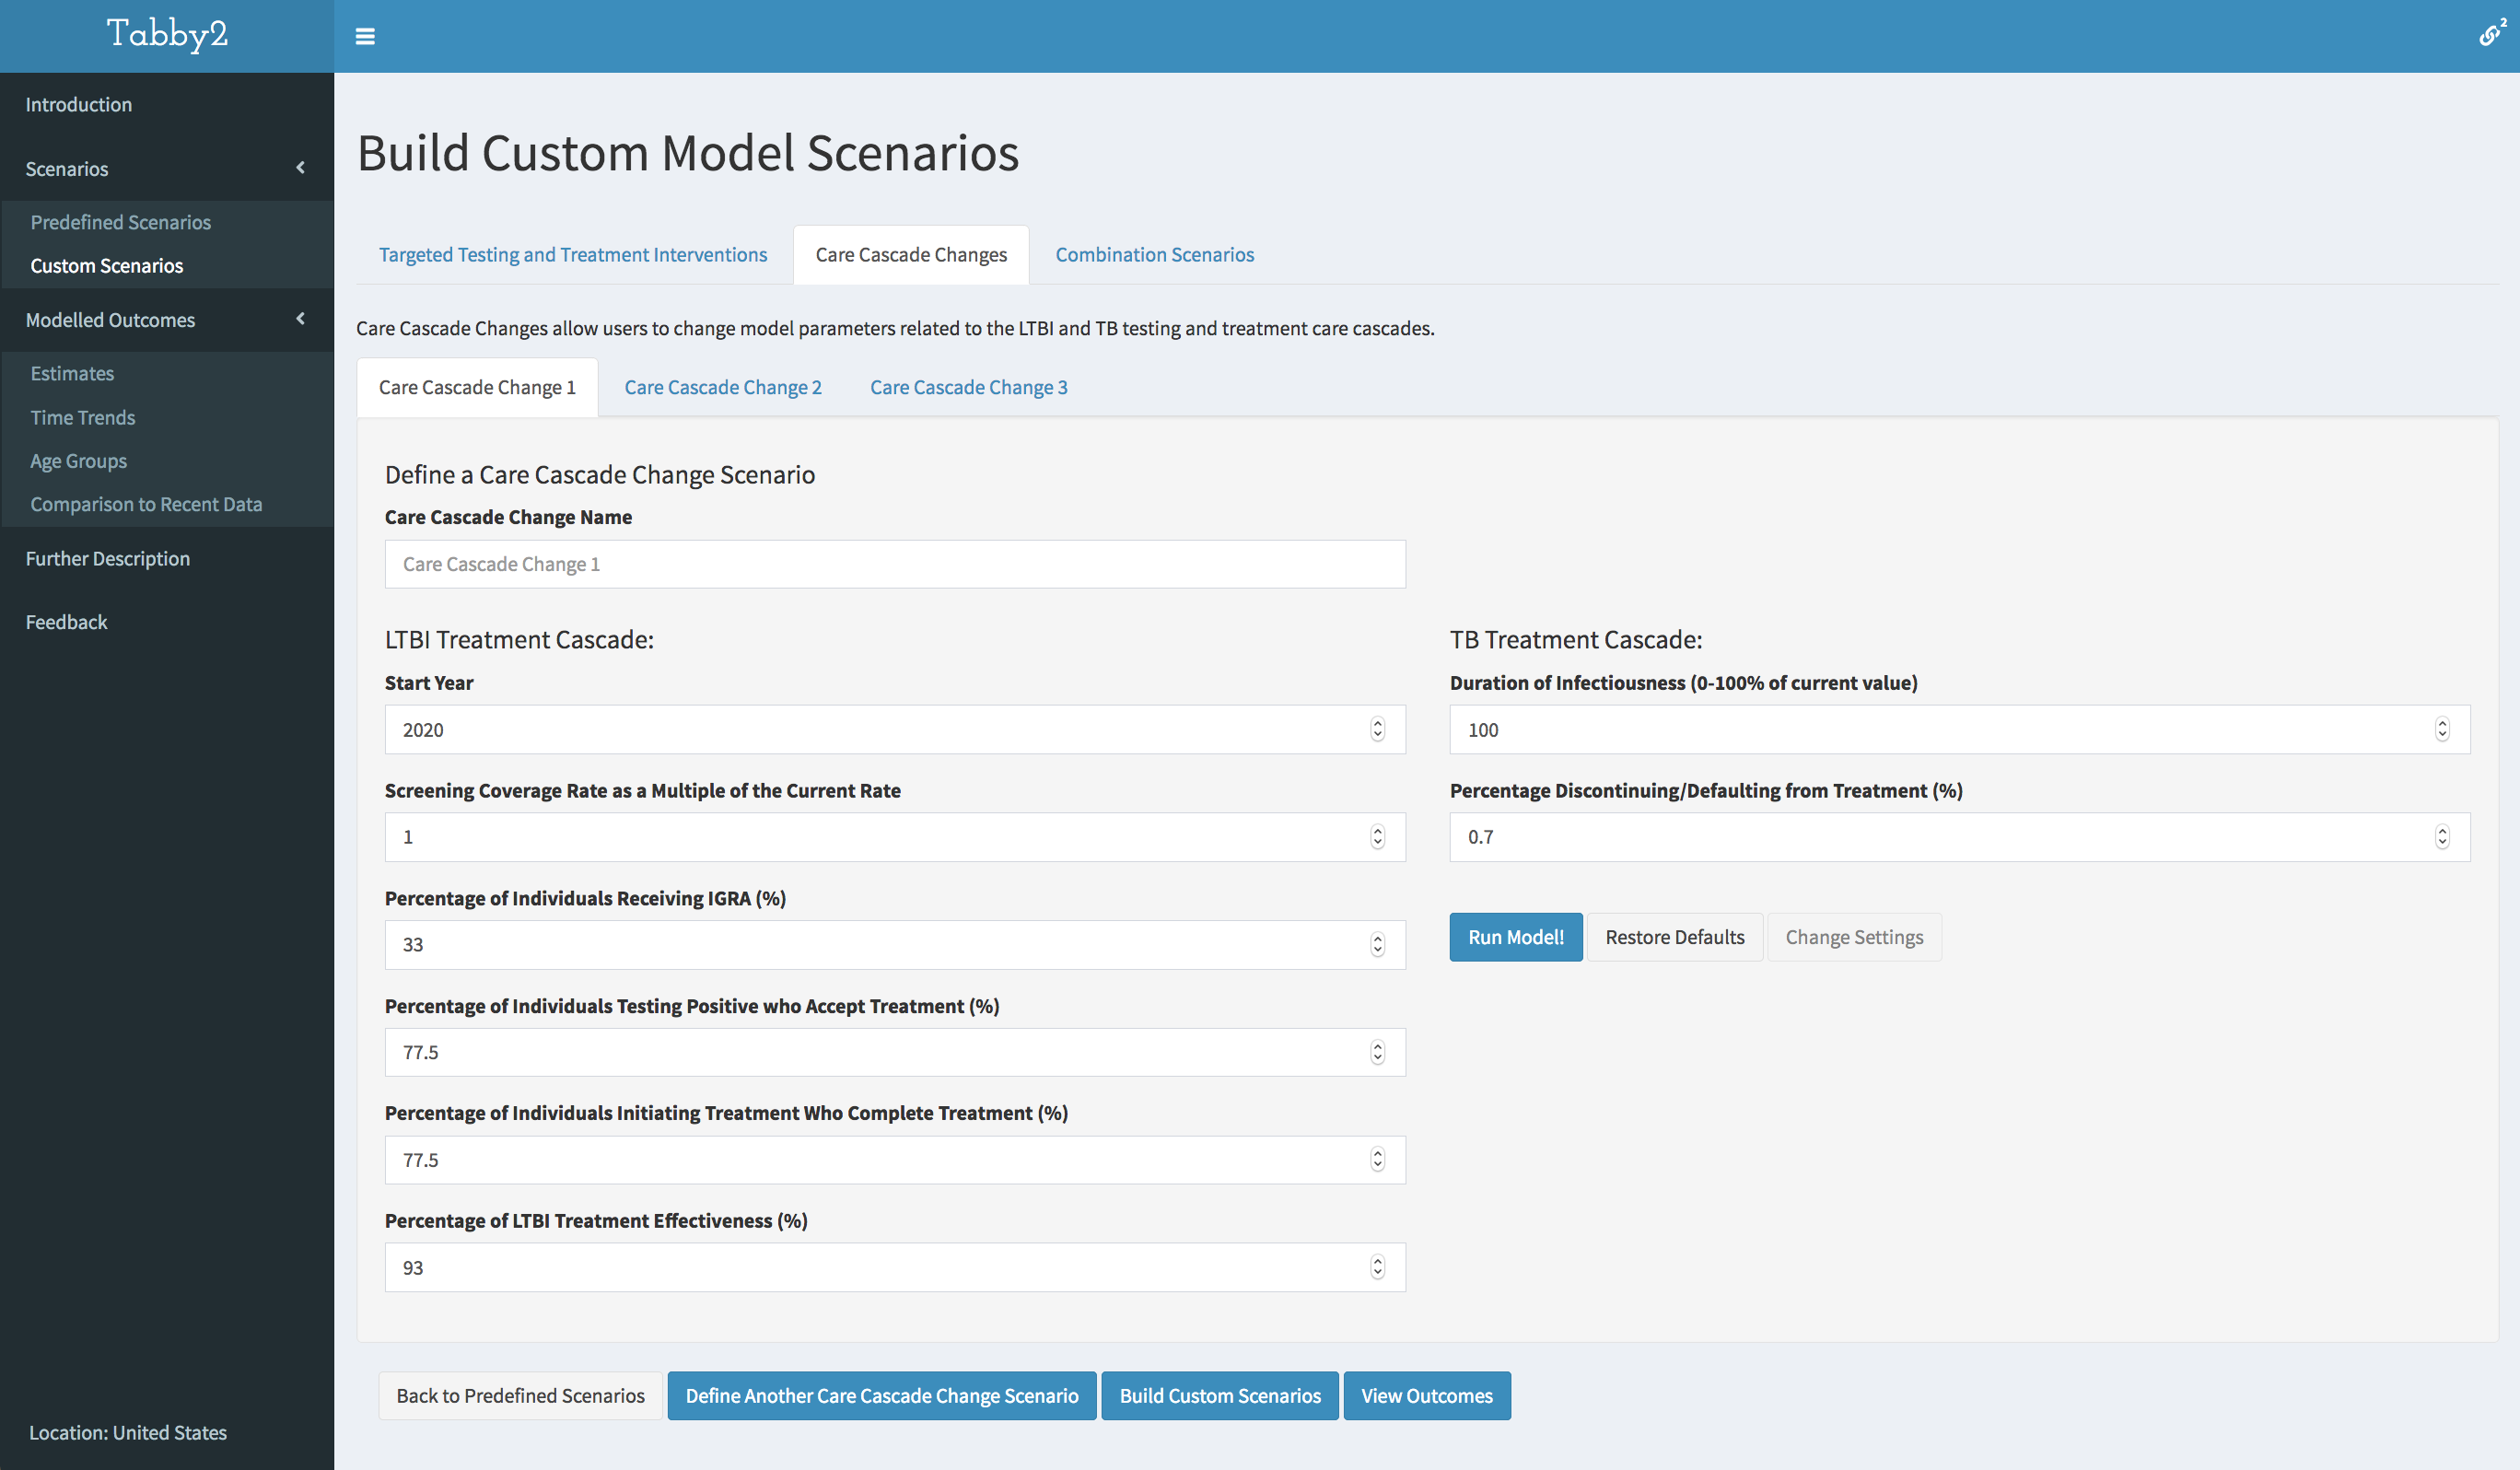 Tabby2
2
Introduction
Scenarios
Predefined Scenarios
Custom Scenarios
Modelled Outcomes
Estimates
Time Trends
Age Groups
Comparison to Recent Data
Further Description
Feedback
Location: United States
Build Custom Model Scenarios
Targeted Testing and Treatment Interventions
Care Cascade Changes
Combination Scenarios
Care Cascade Changes allow users to change model parameters related to the LTBI and TB testing and treatment care cascades.
Care Cascade Change 1
Care Cascade Change 2
Care Cascade Change 3
Define a Care Cascade Change Scenario
Care Cascade Change Name
Care Cascade Change 1
LTBI Treatment Cascade:
Start Year
2020
Screening Coverage Rate as a Multiple of the Current Rate
1
Percentage of Individuals Receiving IGRA (%)
33
Percentage of Individuals Testing Positive who Accept Treatment (%)
77.5
Percentage of Individuals Initiating Treatment Who Complete Treatment (%)
77.5
Percentage of LTBI Treatment Effectiveness (%)
93
TB Treatment Cascade:
Duration of Infectiousness (0-100% of current value)
100
Percentage Discontinuing/Defaulting from Treatment (%)
0.7
Run Model!
Restore Defaults
Change Settings
Back to Predefined Scenarios
Define Another Care Cascade Change Scenario
Build Custom Scenarios
View Outcomes